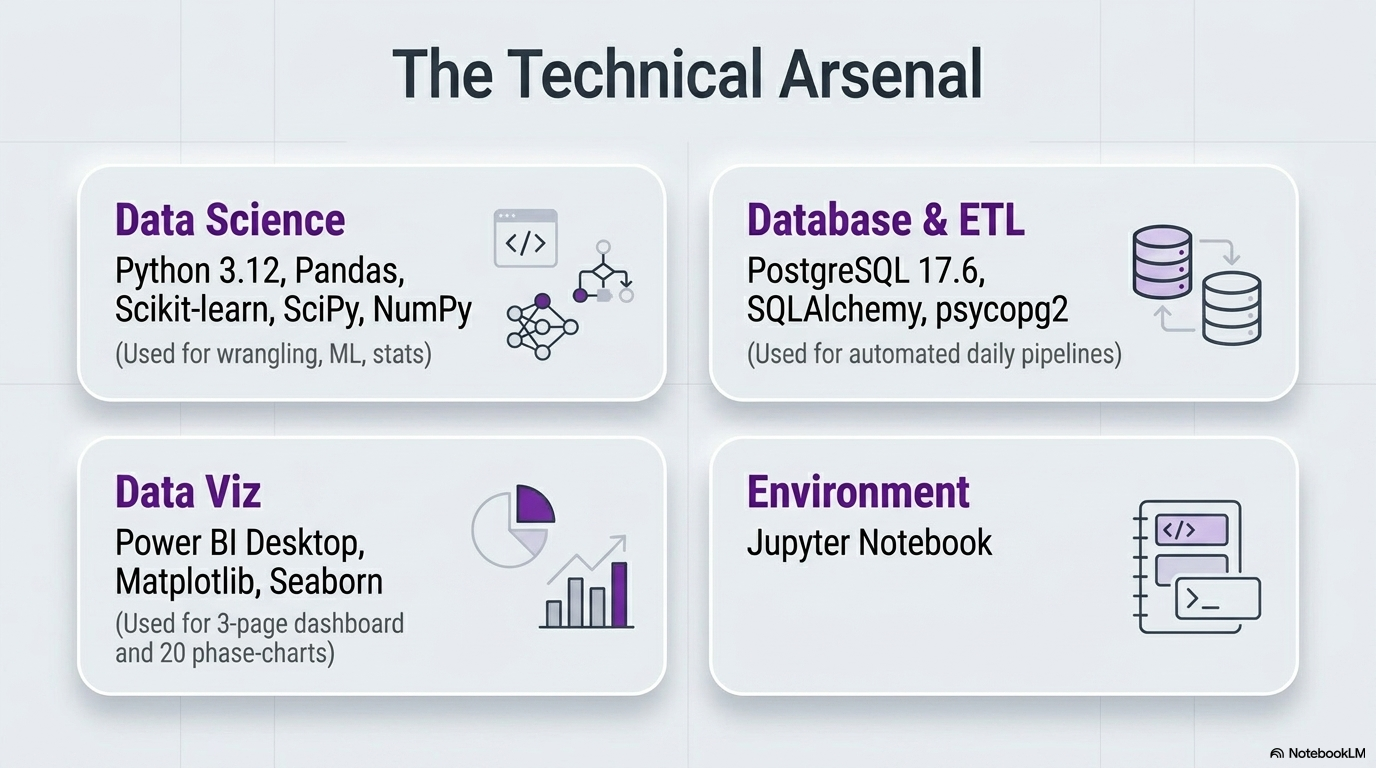 The Technical Arsenal
Data Science
Python 3.12, Pandas,
Scikit-learn, SciPy, NumPy
(Used for wrangling, ML, stats)
</>
Database & ETL
PostgreSQL 17.6,
SQLAlchemy, psycopg2
(Used for automated daily pipelines)
Data Viz
Power BI Desktop,
Matplotlib, Seaborn
(Used for 3-page dashboard
and 20 phase-charts)
Environment
Jupyter Notebook
</>
>_
NotebookLM